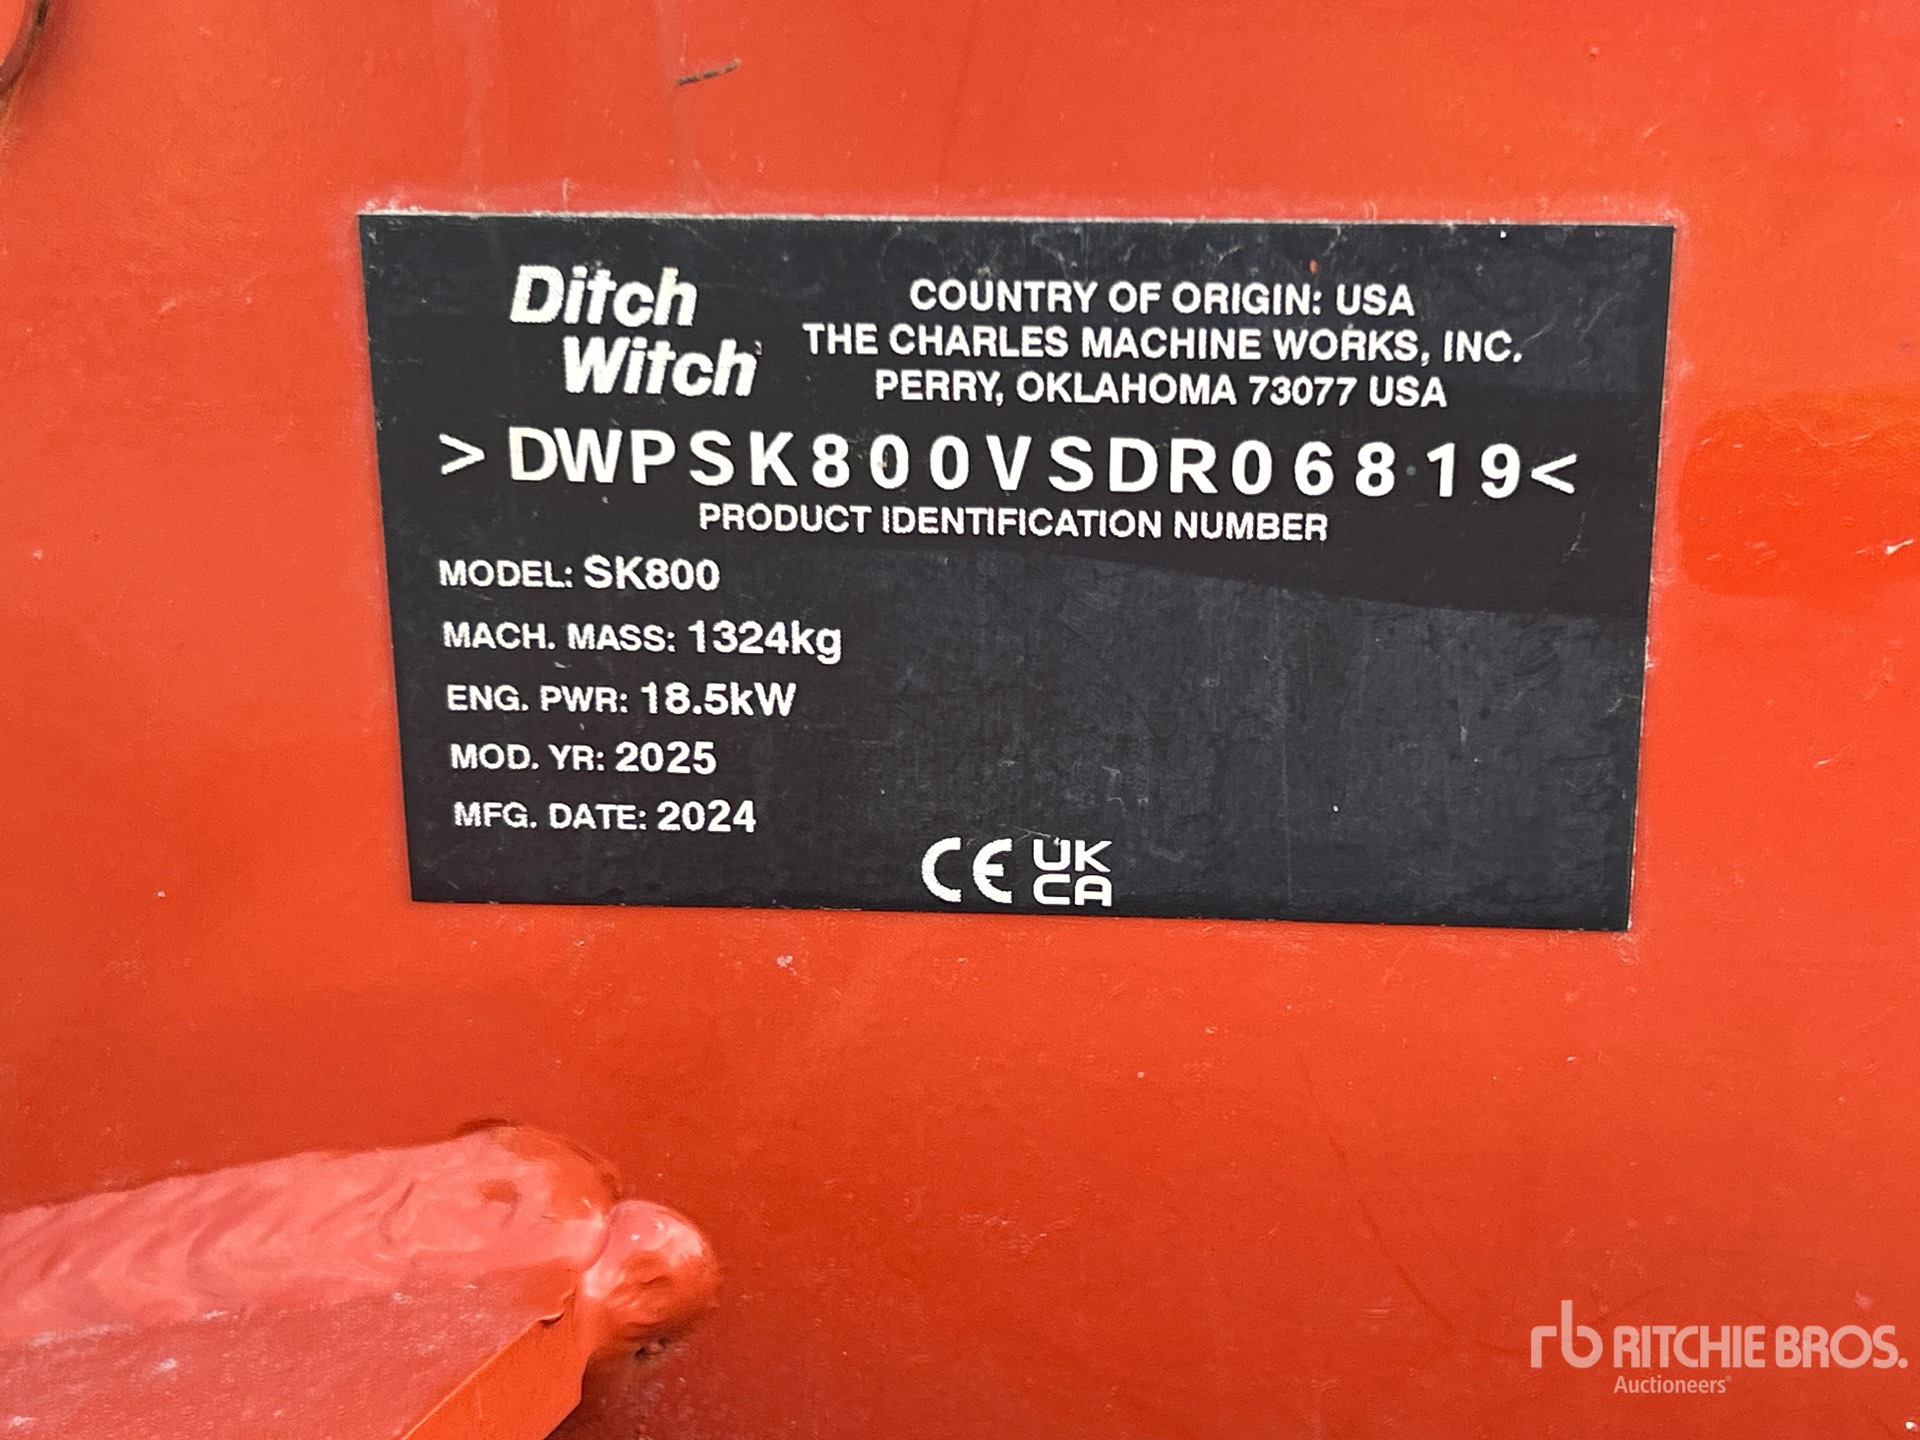 Ditch
Witch
COUNTRY OF ORIGIN: USA
THE CHARLES MACHINE WORKS, INC.
PERRY, OKLAHOMA 73077 USA
>DWPSK800VSDR06819<
PRODUCT IDENTIFICATION NUMBER
MODEL: SK800
MACH. MASS: 1324kg
ENG. PWR: 18.5kW
MOD. YR: 2025
MFG. DATE: 2024
CE UK
CA
rb RITCHIE BROS.
Auctioneers